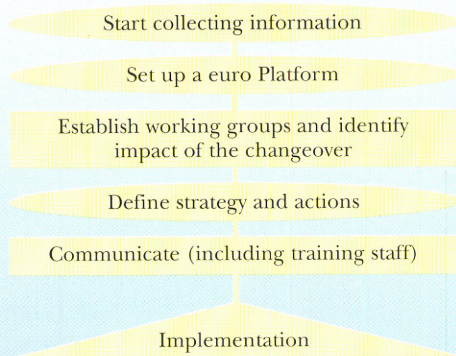 Start collecting information
Set up a euro Platform
Establish working groups and identify
impact of the changeover
Define strategy and actions
Communicate (including training staff)
Implementation